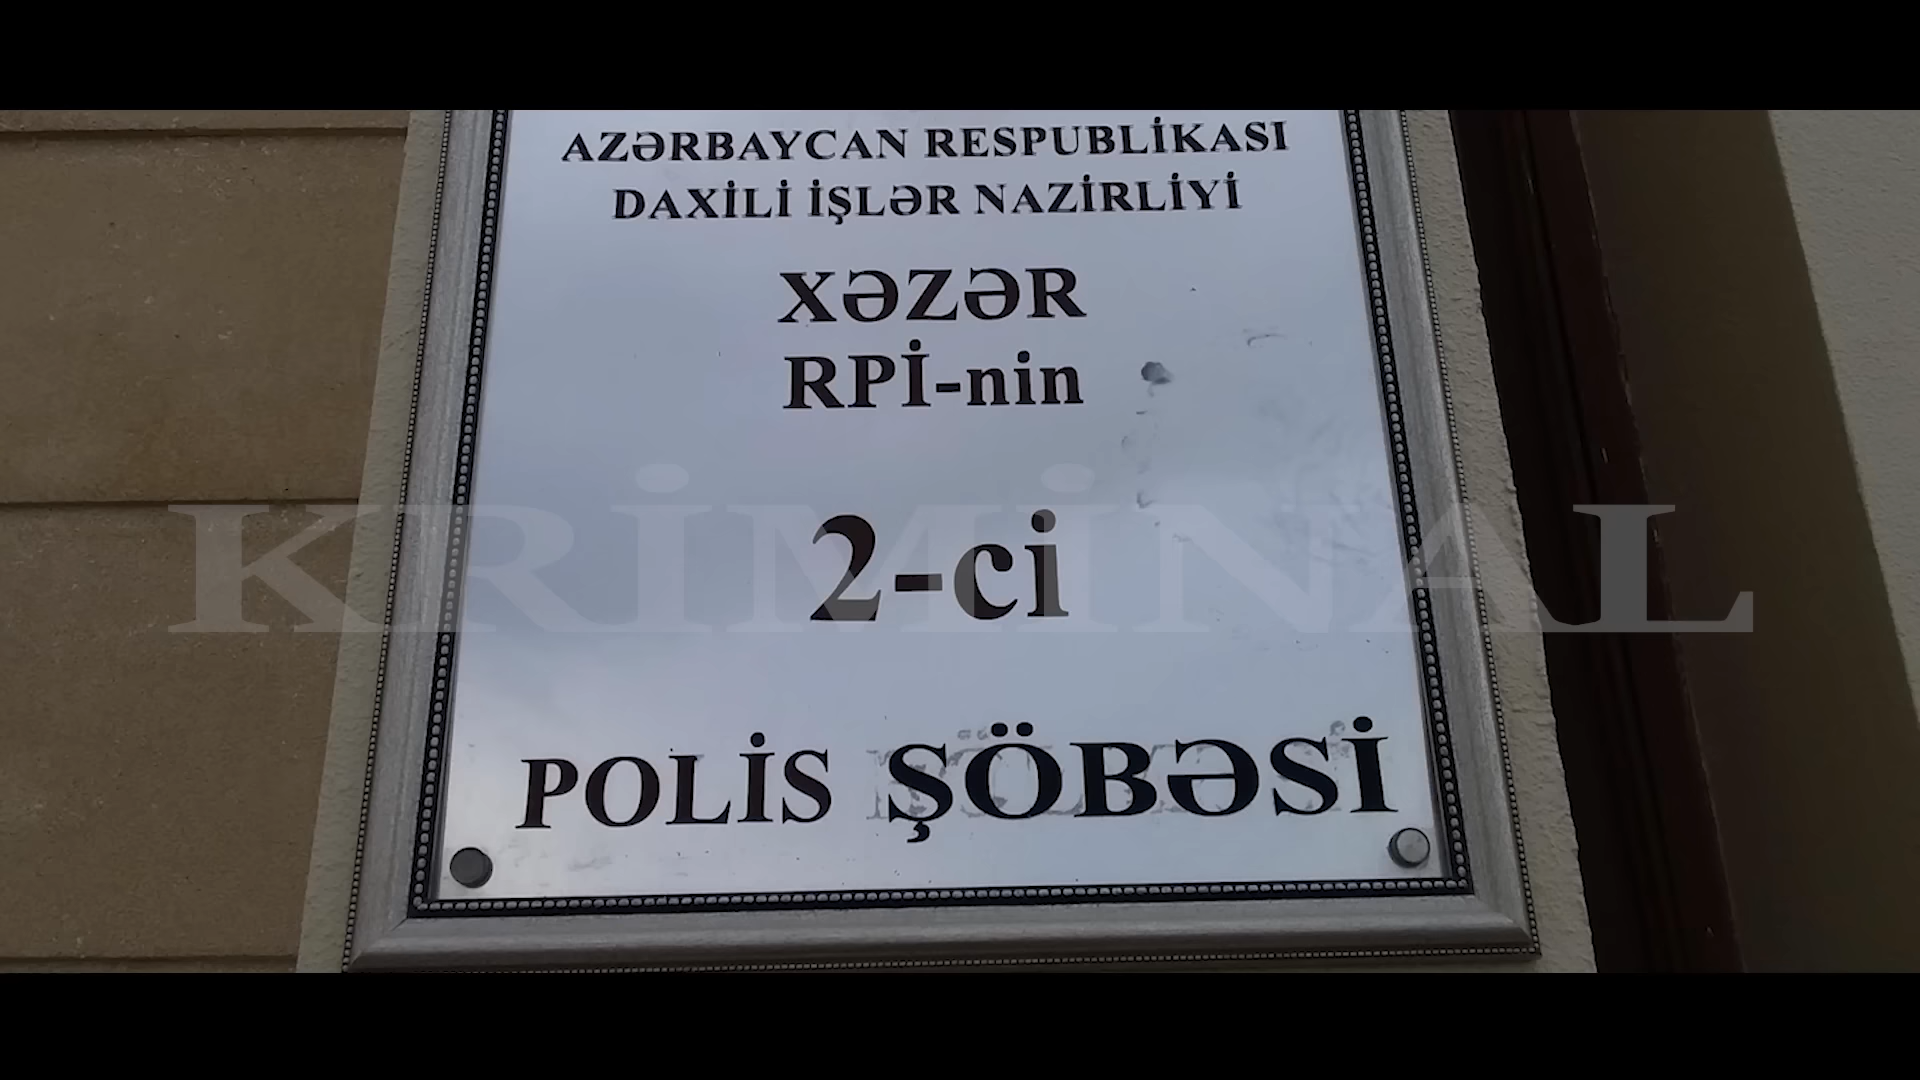 AZƏRBAYCAN RESPUBLİKASI
DAXİLİ İŞLƏR NAZİRLİYİ
XƏZƏR
RPİ-nin
2-ci
KRİMİNAL
POLİS ŞÖBƏSİ